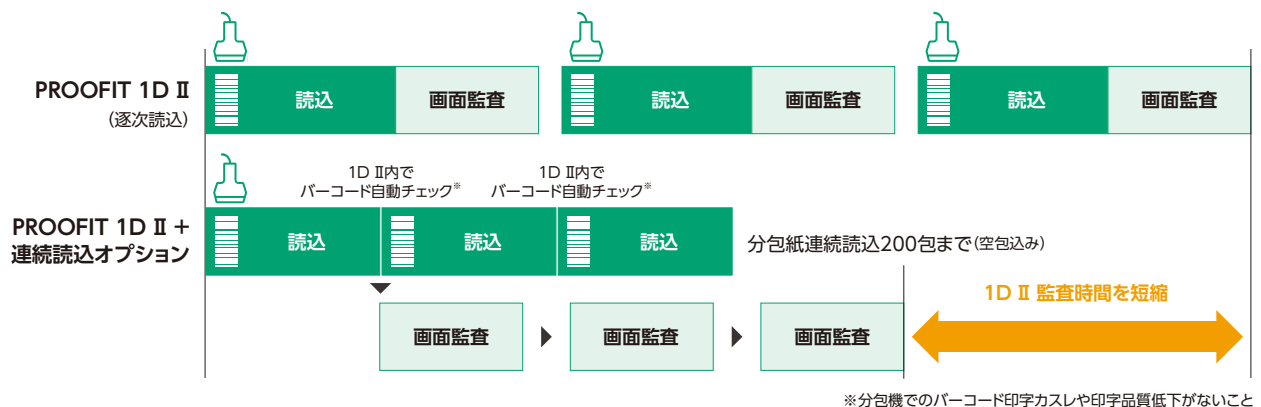 PROOFIT 1D Ⅱ
(逐次読込)
読込
画面監査
読込
画面監査
読込
画面監査
1D Ⅱ内で
バーコード自動チェック※
1D Ⅱ内で
バーコード自動チェック※
PROOFIT 1D Ⅱ +
連続読込オプション
読込
読込
読込
分包紙連続読込200包まで(空包込み)
1D Ⅱ 監査時間を短縮
画面監査
画面監査
画面監査
※分包機でのバーコード印字カスレや印字品質低下がないこと